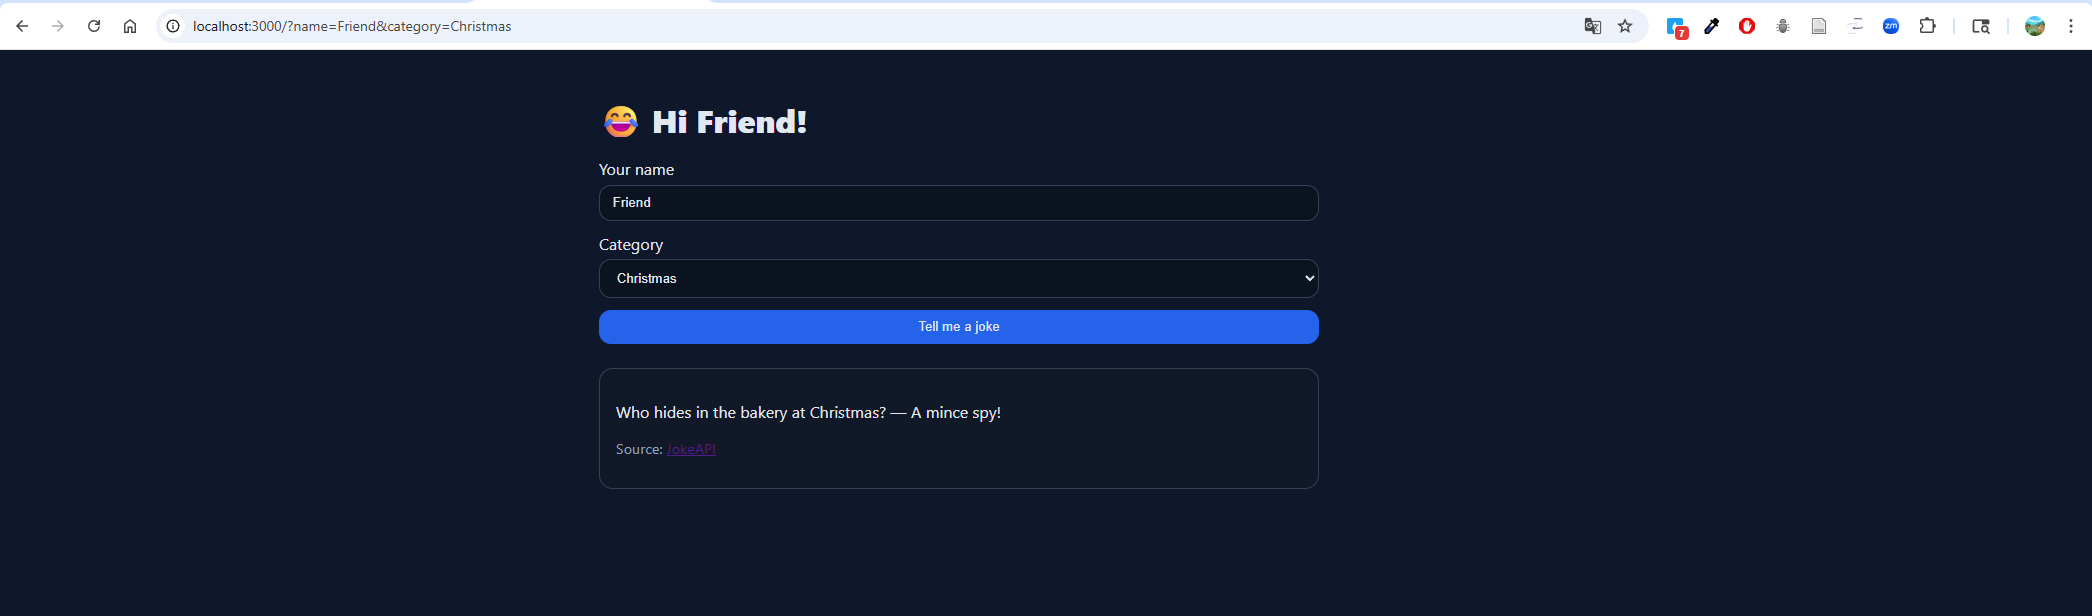 localhost:3000/?name=Friend&category=Christmas
7
zm
😂 Hi Friend!
Your name
Friend
Category
Christmas
Tell me a joke
Who hides in the bakery at Christmas? — A mince spy!
Source: JokeAPI